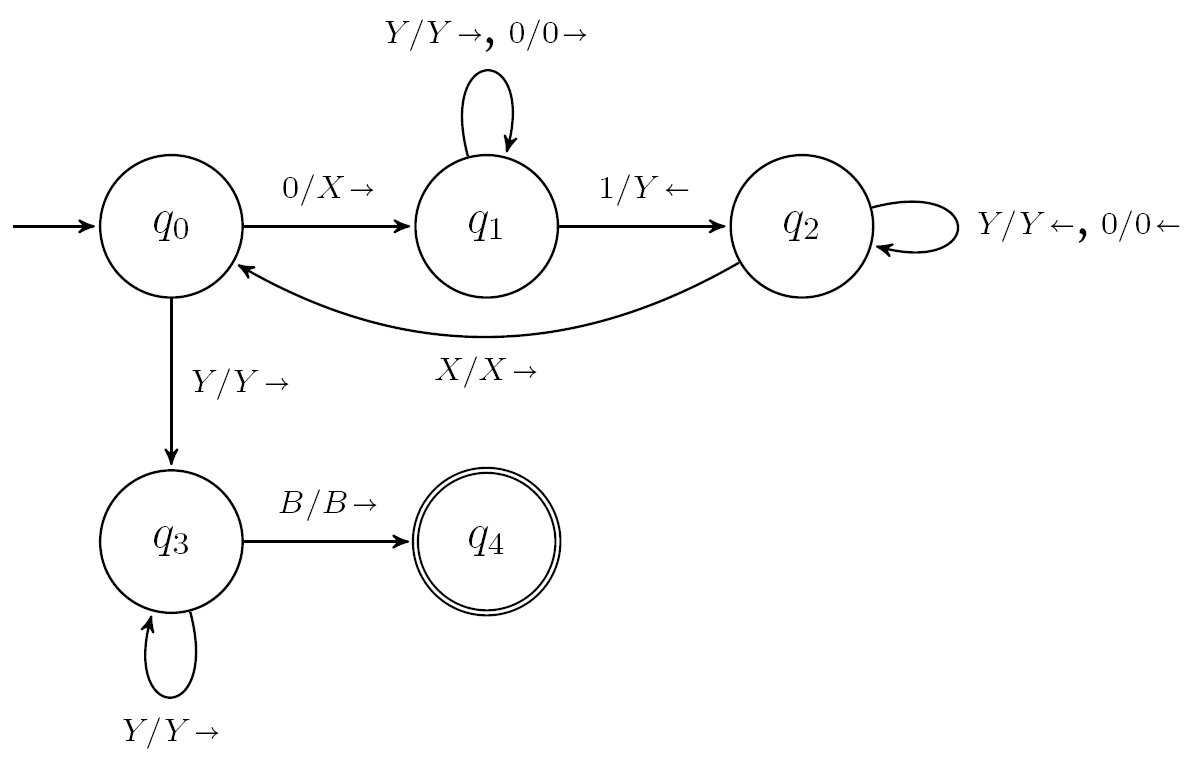 Y/Y→, 0/0→
0/X→
1/Y←
q₀
q₁
q₂
Y/Y←, 0/0←
X/X→
Y/Y→
B/B→
q₃
q₄
Y/Y→